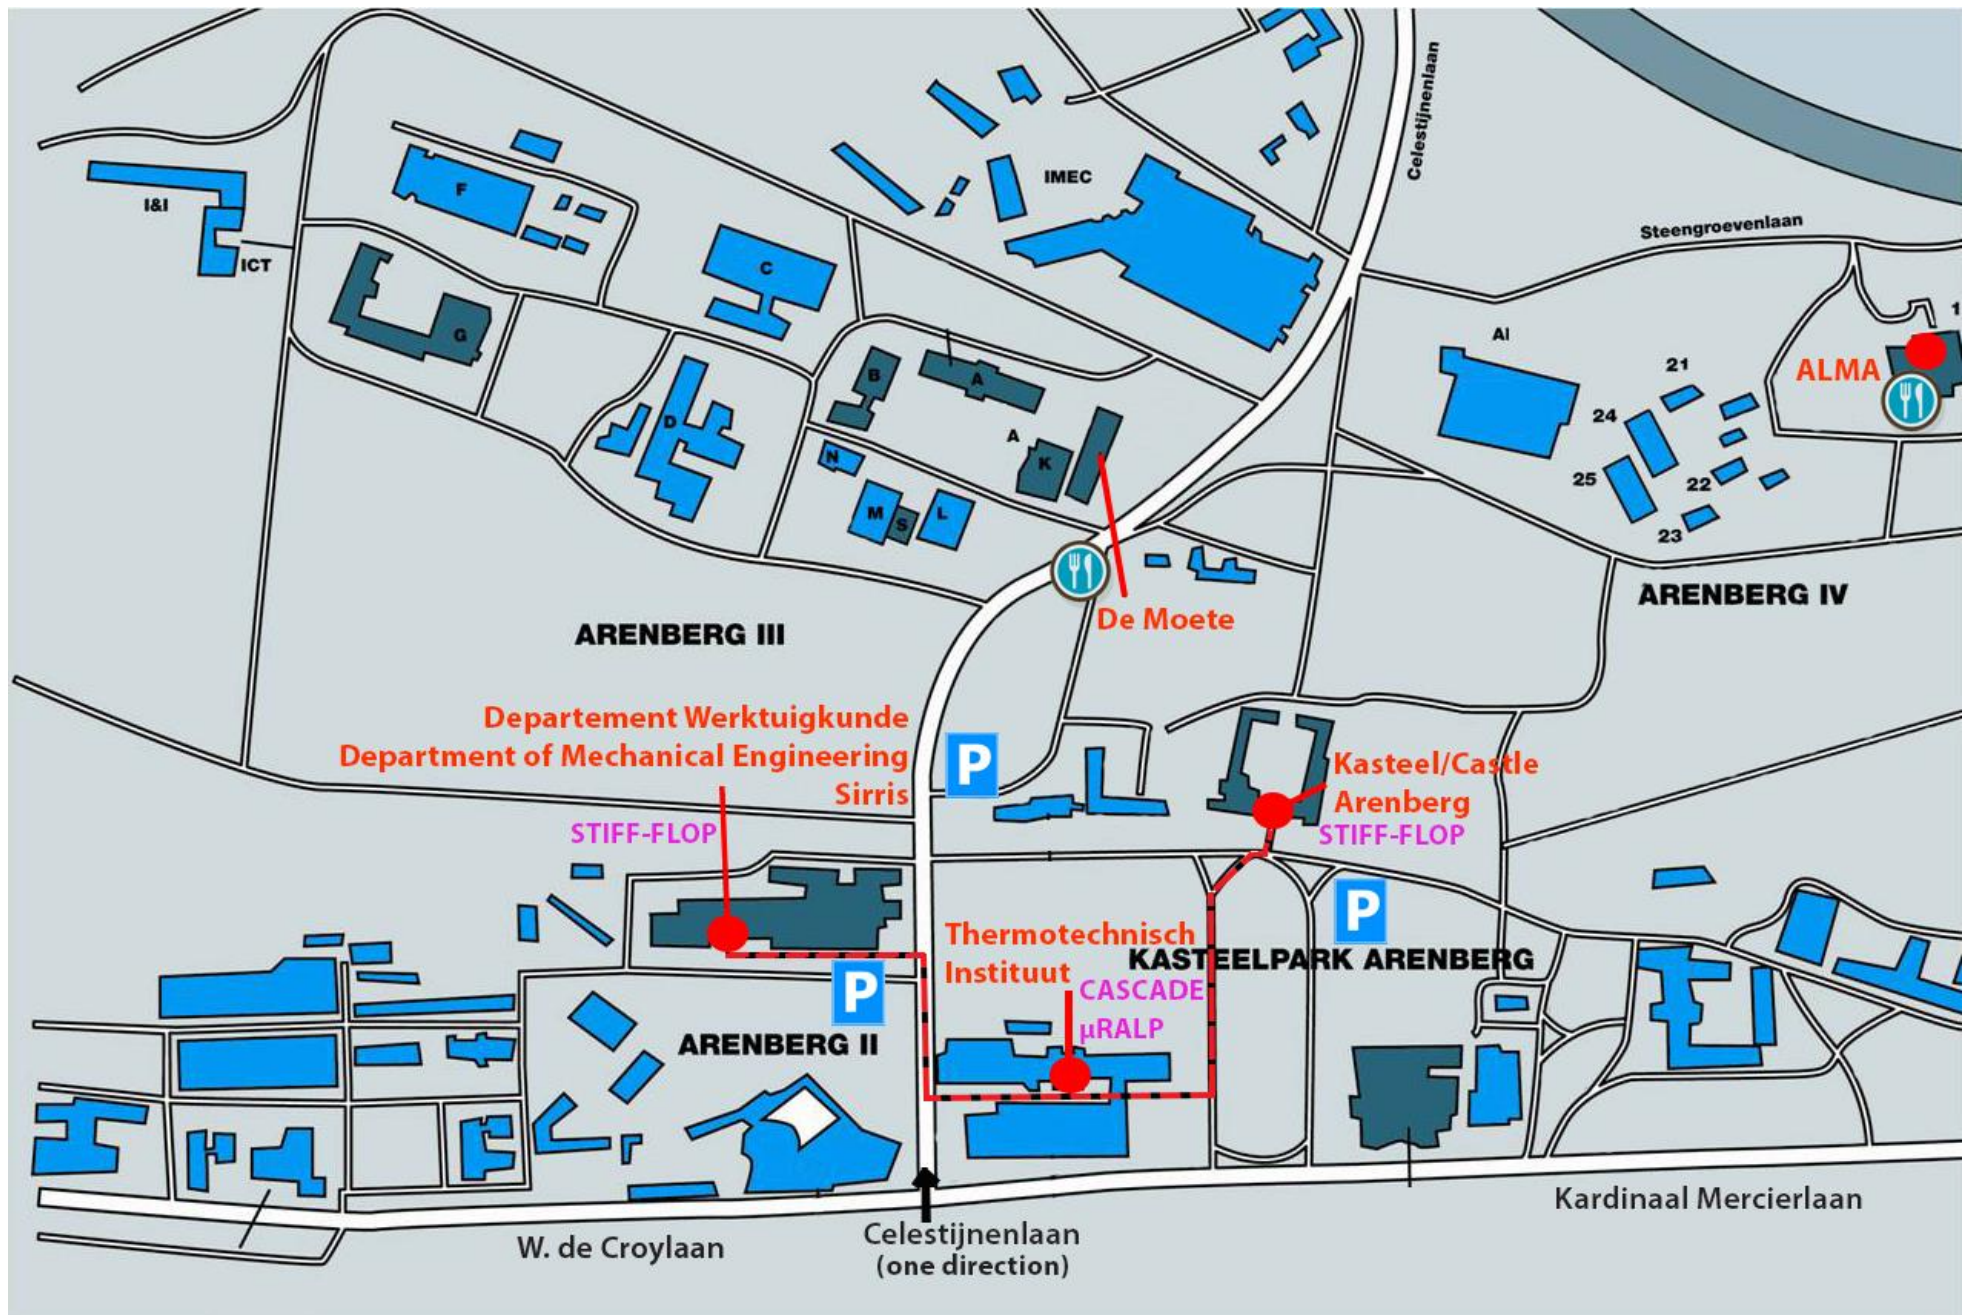 Celestijnenlaan
IMEC
F
I&I
ICT
C
G
Steengroevenlaan
AI
1
ALMA
21
24
25
22
23
B
A
A
K
D
N
M
S
L
De Moete
ARENBERG III
ARENBERG IV
Departement Werktuigkunde
Department of Mechanical Engineering
Sirris
STIFF-FLOP
P
Kasteel/Castle
Arenberg
STIFF-FLOP
P
Thermotechnisch
Instituut
KASTEELPARK ARENBERG
CASCADE
µRALP
P
ARENBERG II
Kardinaal Mercierlaan
W. de Croylaan
Celestijnenlaan
(one direction)